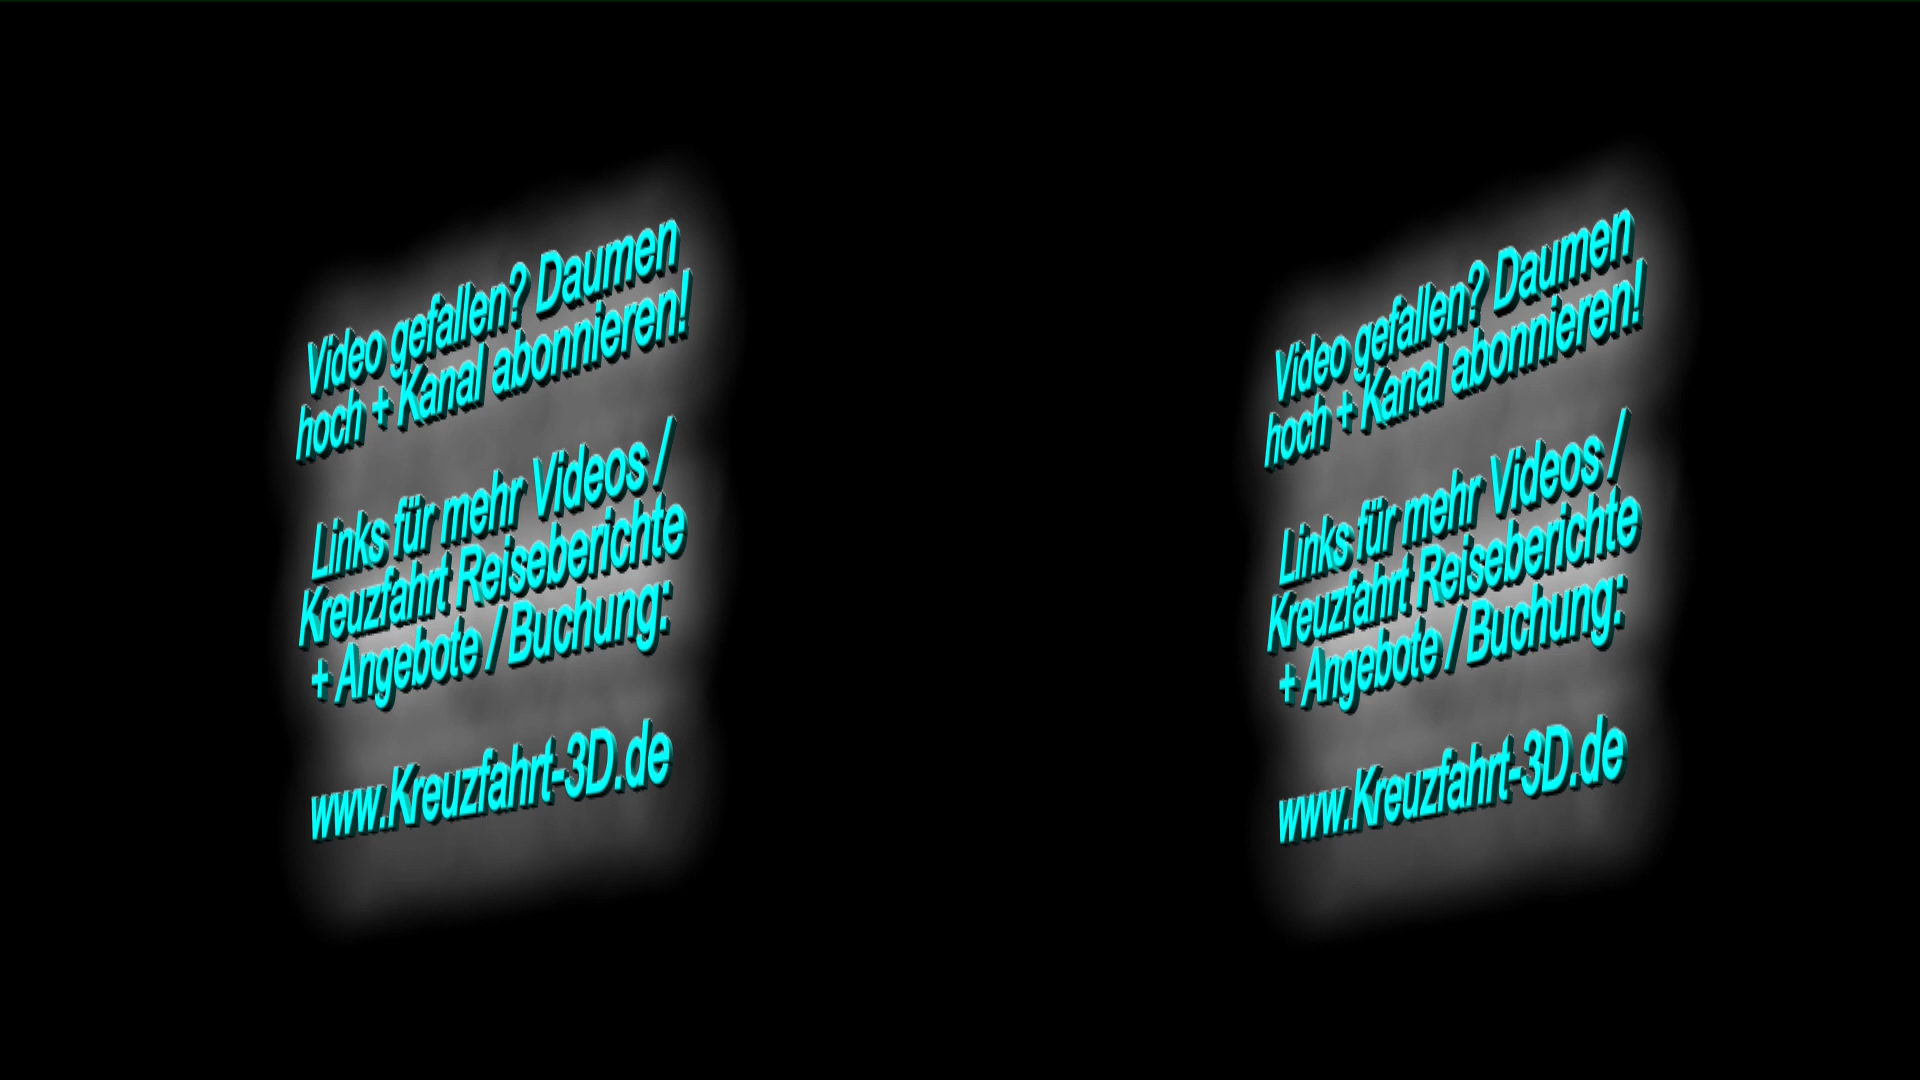 Video gefallen? Daumen
hoch + Kanal abonnieren!
Links für mehr Videos /
Kreuzfahrt Reiseberichte
+ Angebote / Buchung:
www.Kreuzfahrt-3D.de
Video gefallen? Daumen
hoch + Kanal abonnieren!
Links für mehr Videos /
Kreuzfahrt Reiseberichte
+ Angebote / Buchung:
www.Kreuzfahrt-3D.de